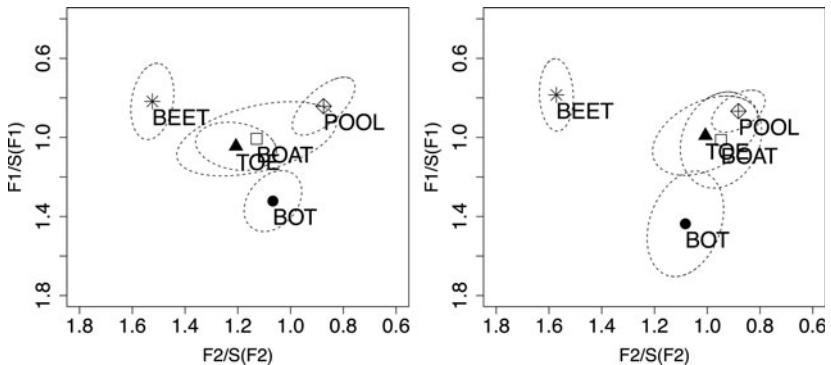 F1/S(F1)
0.6
1.0
1.4
1.8
BEET
POOL
BOAT
TOE
BOT
1.8 1.6 1.4 1.2 1.0 0.8 0.6
F2/S(F2)
F1/S(F1)
0.6
1.0
1.4
1.8
BEET
POOL
TOE
BOAT
BOT
1.8 1.6 1.4 1.2 1.0 0.8 0.6
F2/S(F2)